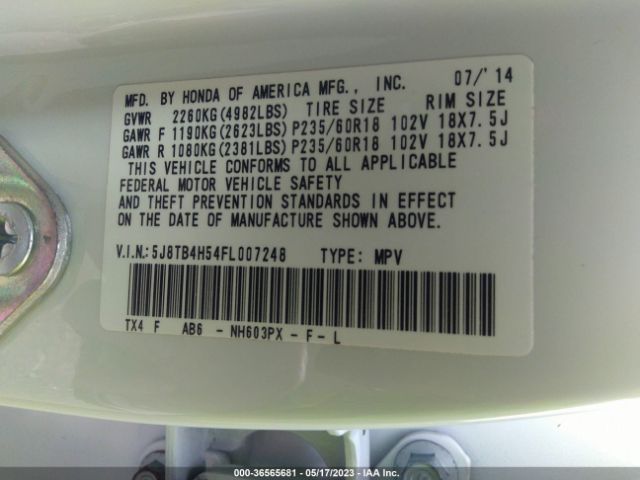 MFD. BY HONDA OF AMERICA MFG., INC. 07/'14
GVWR 2260KG(4982LBS) TIRE SIZE RIM SIZE
GAWR F 1190KG(2623LBS) P235/60R18 102V 18X7.5J
GAWR R 1080KG(2381LBS) P235/60R18 102V 18X7.5J
THIS VEHICLE CONFORMS TO ALL APPLICABLE
FEDERAL MOTOR VEHICLE SAFETY
AND THEFT PREVENTION STANDARDS IN EFFECT
ON THE DATE OF MANUFACTURE SHOWN ABOVE.
V.I.N.:5J8TB4H54FL007248 TYPE: MPV
TX4 F AB6 - NH603PX - F - L
000-36565681 - 05/17/2023 - IAA Inc.